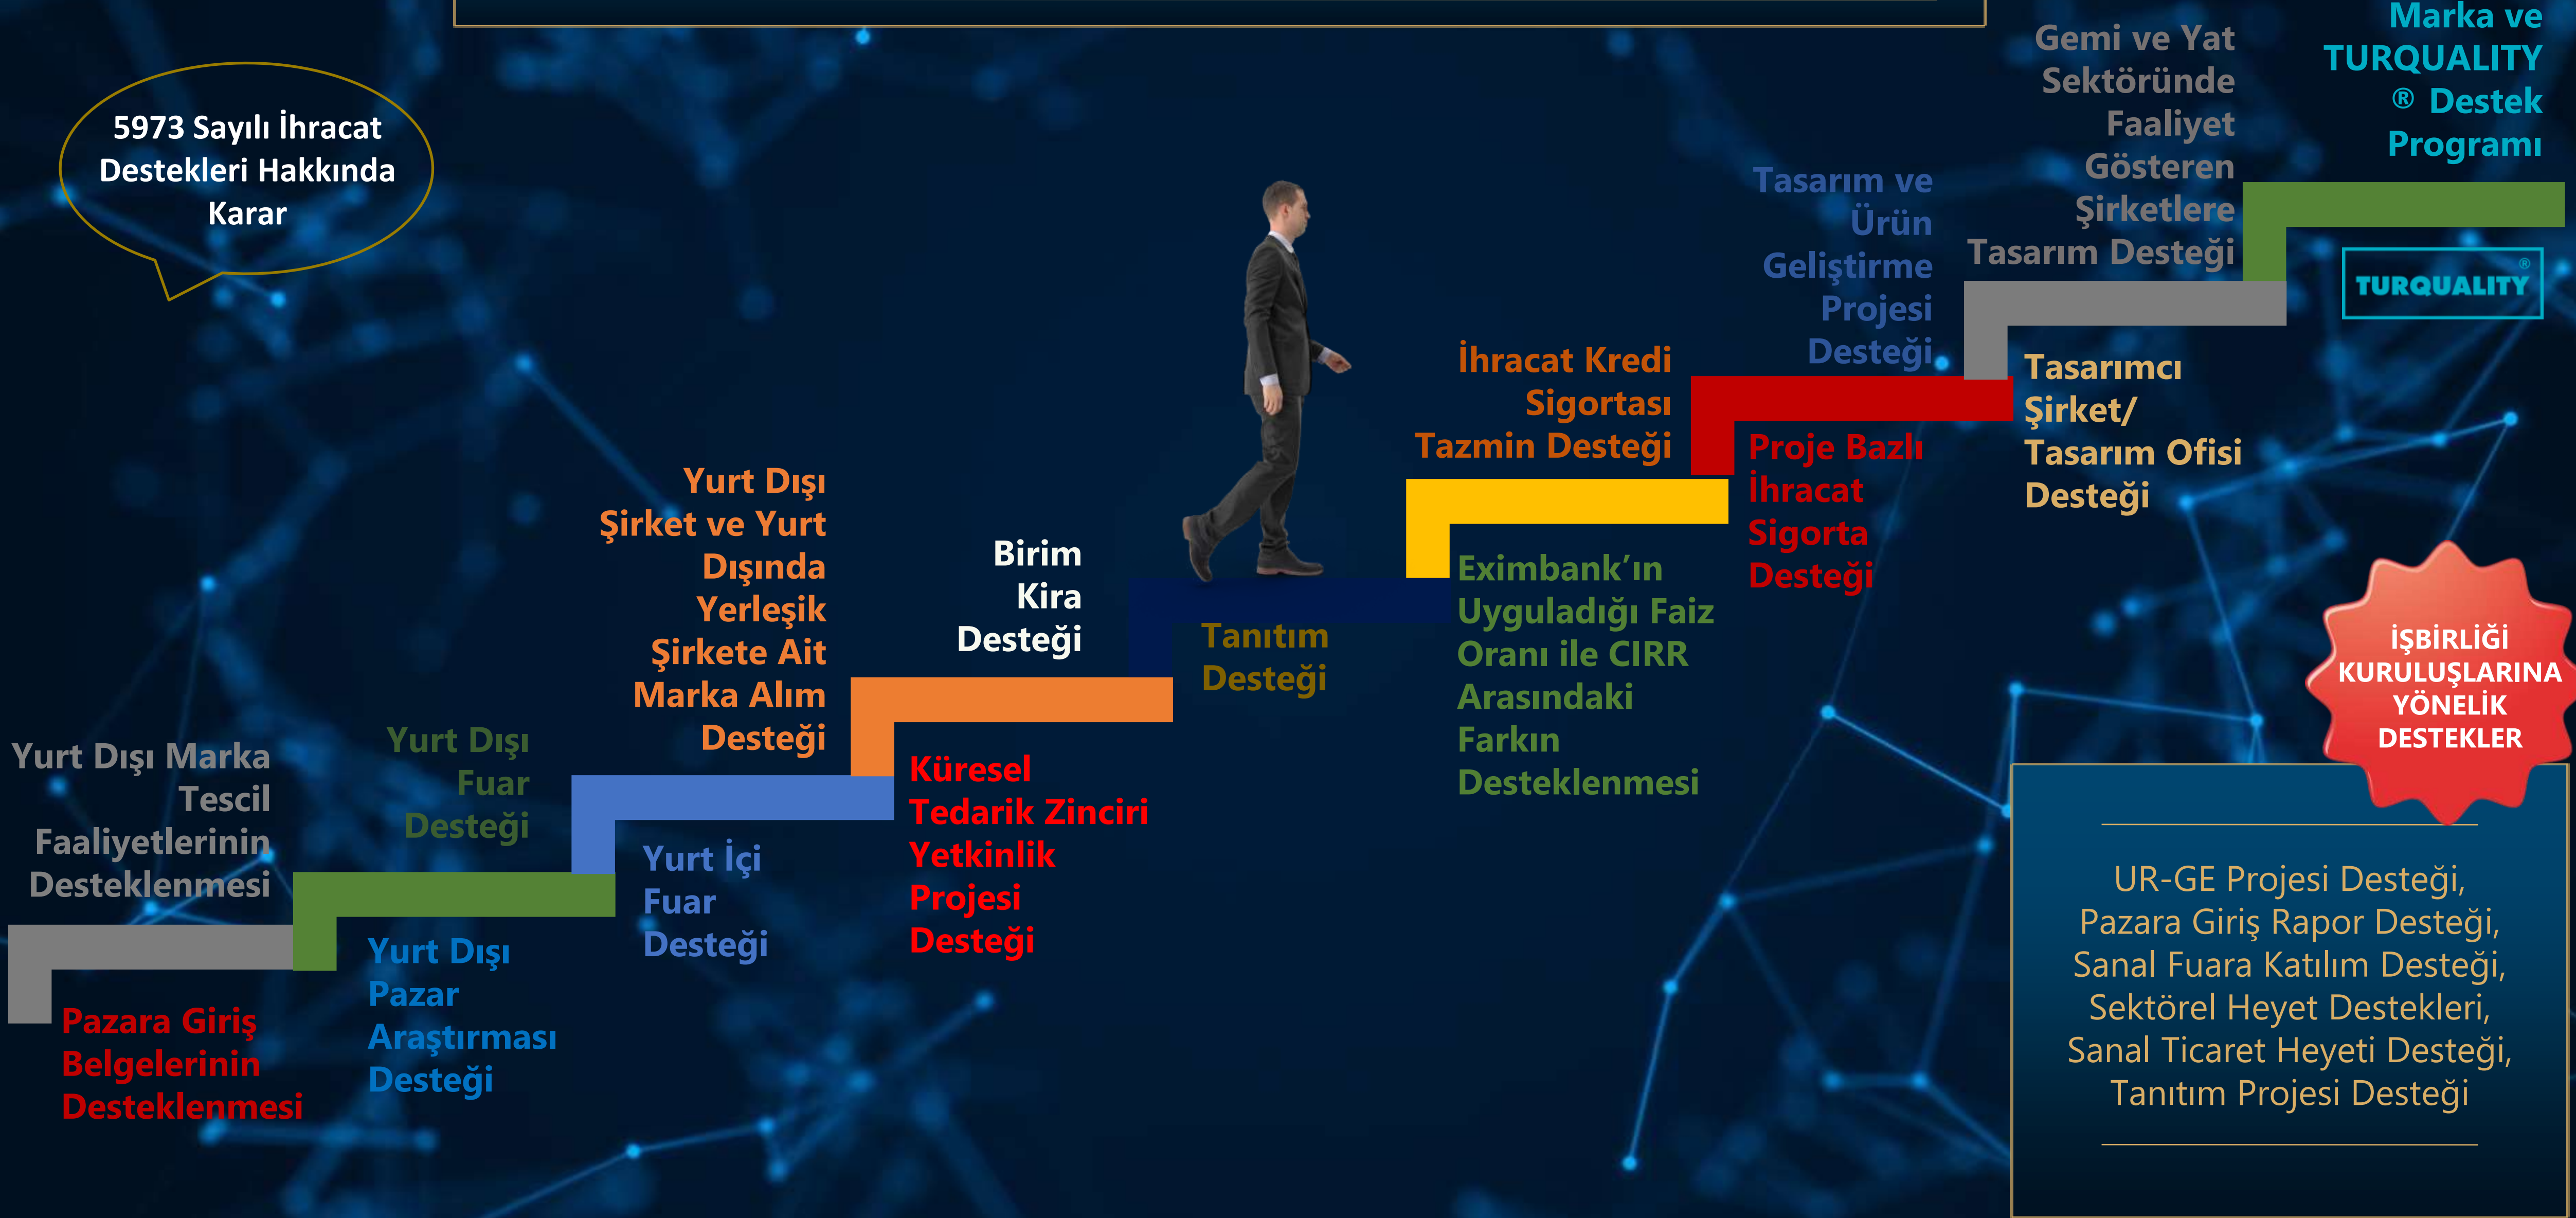 5973 Sayılı İhracat
Destekleri Hakkında
Karar
Yurt Dışı Marka
Tescil
Faaliyetlerinin
Desteklenmesi
Pazara Giriş
Belgelerinin
Desteklenmesi
Yurt Dışı
Fuar
Desteği
Yurt Dışı
Pazar
Araştırması
Desteği
Yurt Dışı
Şirket ve Yurt
Dışında
Yerleşik
Şirkete Ait
Marka Alım
Desteği
Yurt İçi
Fuar
Desteği
Birim
Kira
Desteği
Küresel
Tedarik Zinciri
Yetkinlik
Projesi
Desteği
Tanıtım
Desteği
İhracat Kredi
Sigortası
Tazmin Desteği
Eximbank’ın
Uyguladığı Faiz
Oranı ile CIRR
Arasındaki
Farkın
Desteklenmesi
Tasarım ve
Ürün
Geliştirme
Projesi
Desteği
Proje Bazlı
İhracat
Sigorta
Desteği
Gemi ve Yat
Sektöründe
Faaliyet
Gösteren
Şirketlere
Tasarım Desteği
Tasarımcı
Şirket/
Tasarım Ofisi
Desteği
Marka ve
TURQUALITY
® Destek
Programı
TURQUALITY®
İŞBİRLİĞİ
KURULUŞLARINA
YÖNELİK
DESTEKLER
UR-GE Projesi Desteği,
Pazara Giriş Rapor Desteği,
Sanal Fuara Katılım Desteği,
Sektörel Heyet Destekleri,
Sanal Ticaret Heyeti Desteği,
Tanıtım Projesi Desteği